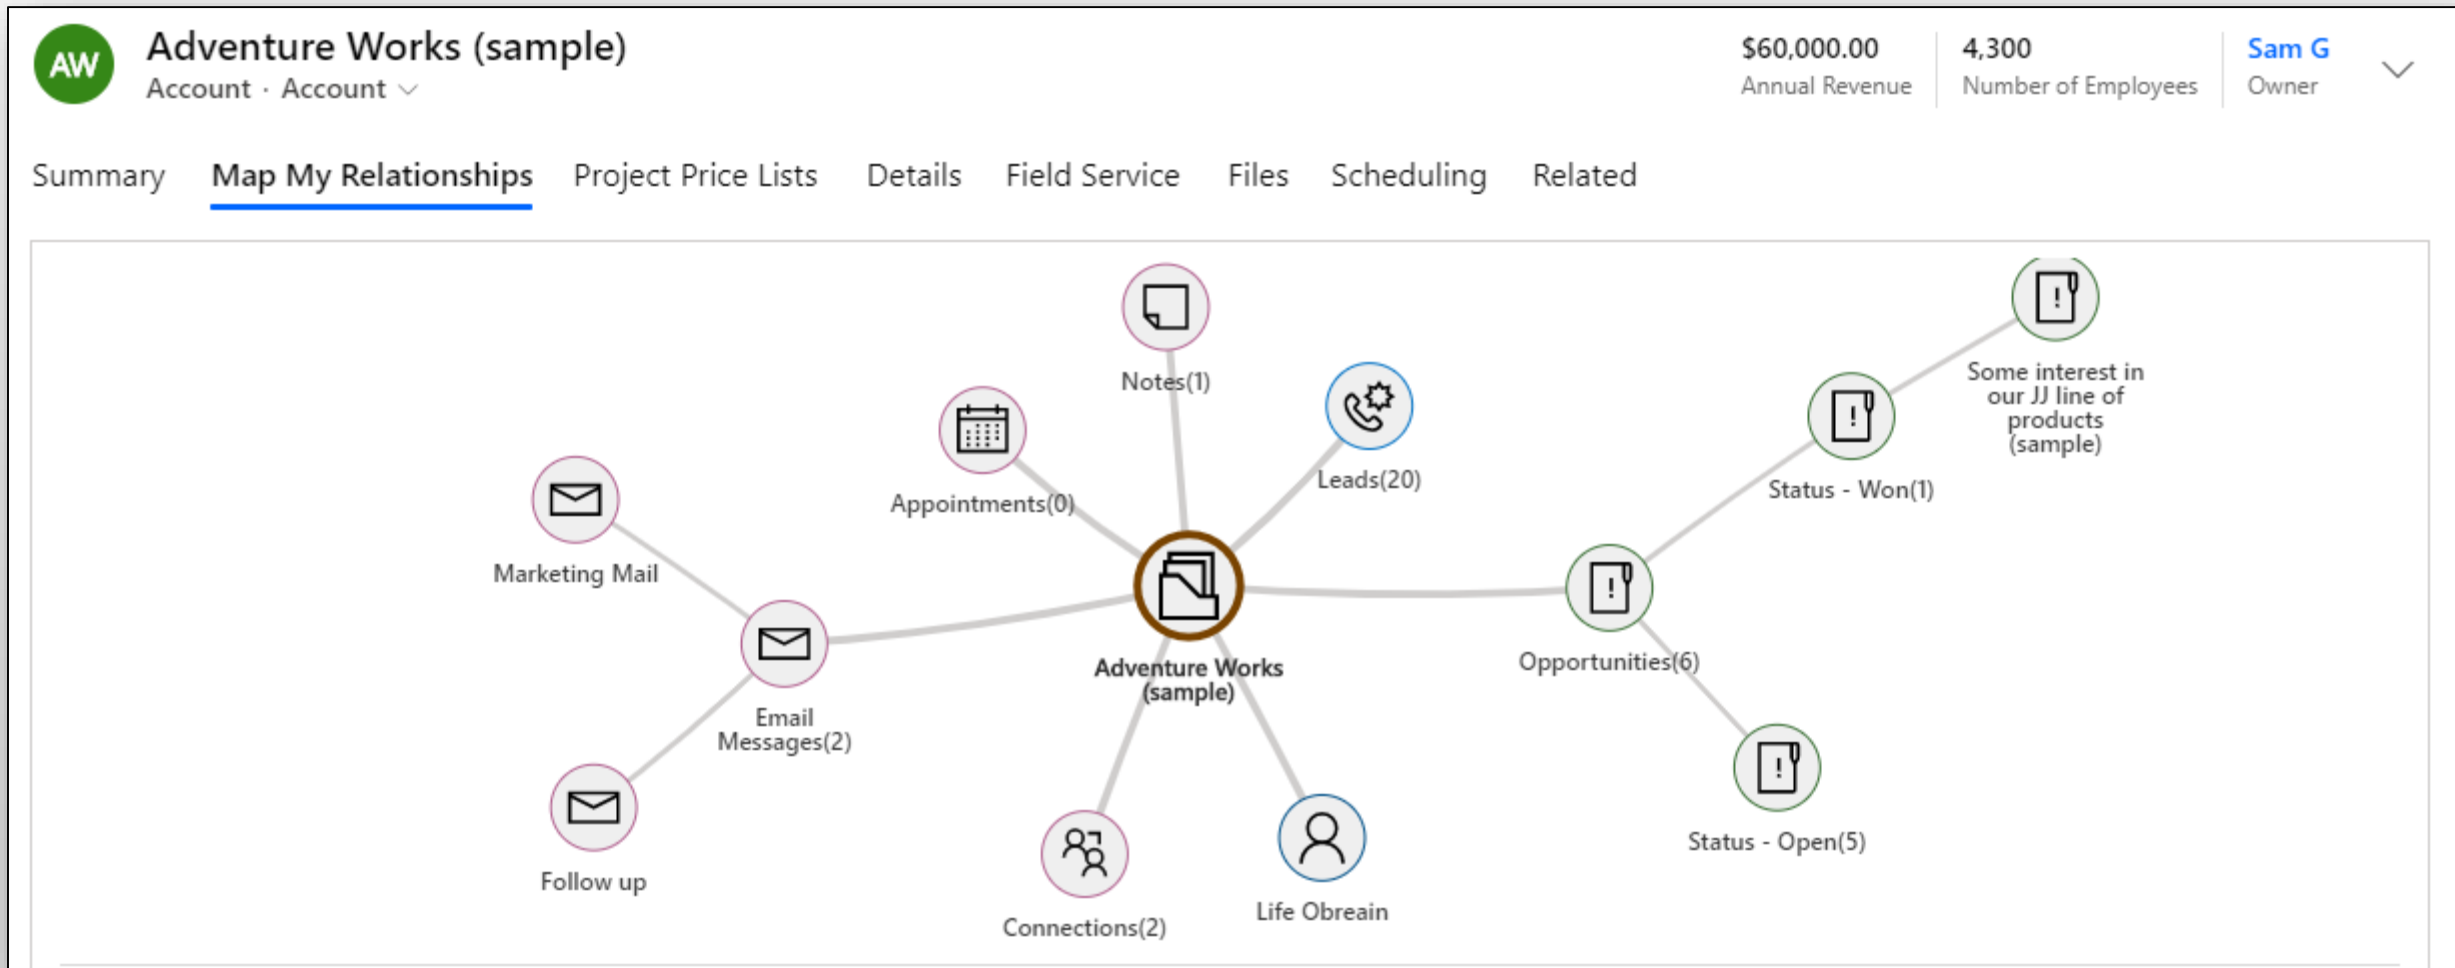 AW
Adventure Works (sample)
Account · Account
$60,000.00
Annual Revenue
4,300
Number of Employees
Sam G
Owner
Summary
Map My Relationships
Project Price Lists
Details
Field Service
Files
Scheduling
Related
Notes(1)
Some interest in
our JJ line of
products
(sample)
Leads(20)
Appointments(0)
Status - Won(1)
Marketing Mail
Adventure Works
(sample)
Opportunities(6)
Email
Messages(2)
Status - Open(5)
Follow up
Life Obreain
Connections(2)